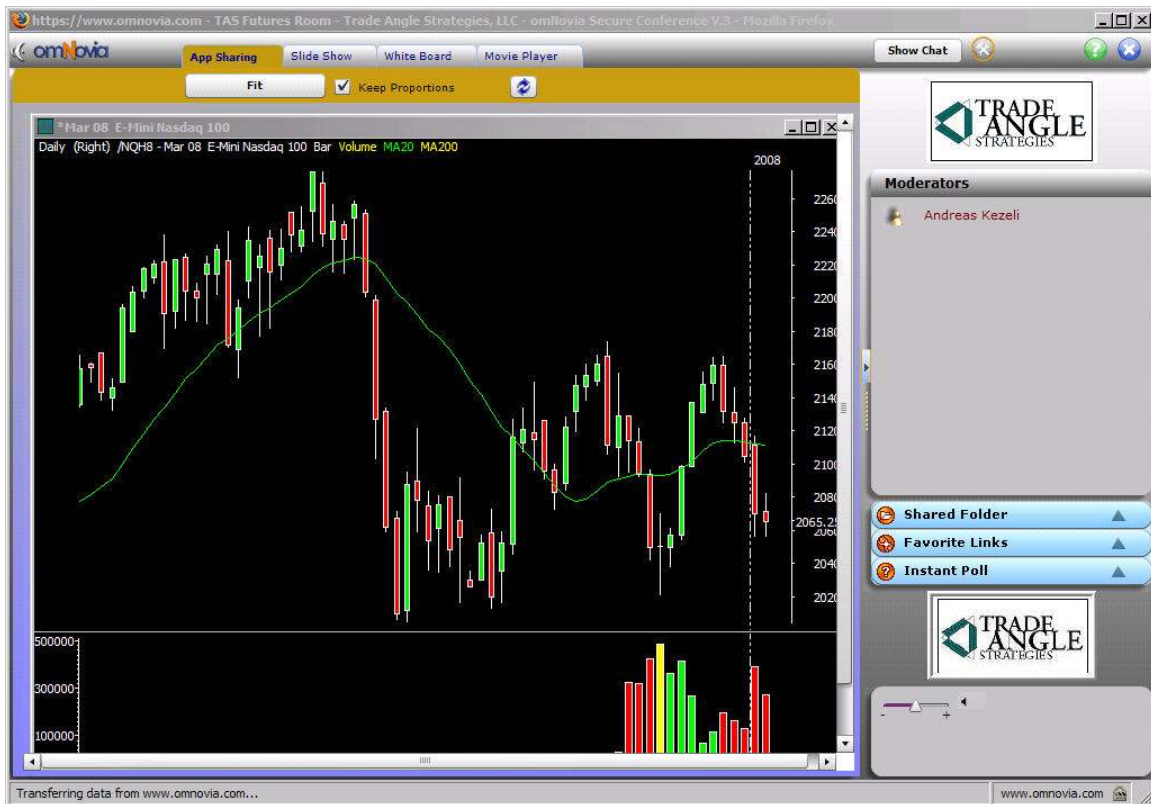 https://www.omnovia.com - TAS Futures Room - Trade Angle Strategies, LLC - omNovia Secure Conference V.3 - Mozilla Firefox
omNovia
App Sharing
Slide Show
White Board
Movie Player
Show Chat
Fit
Keep Proportions
*Mar 08 E-Mini Nasdaq 100
Daily (Right) /NQH8 - Mar 08 E-Mini Nasdaq 100 Bar Volume MA20 MA200
2008
2260
2240
2220
2200
2180
2160
2140
2120
2100
2080
2065.25
2060
2040
2020
500000
300000
100000
TRADE
ANGLE
STRATEGIES
Moderators
Andreas Kezeli
Shared Folder
Favorite Links
Instant Poll
TRADE
ANGLE
STRATEGIES
- +
Transferring data from www.omnovia.com...
www.omnovia.com